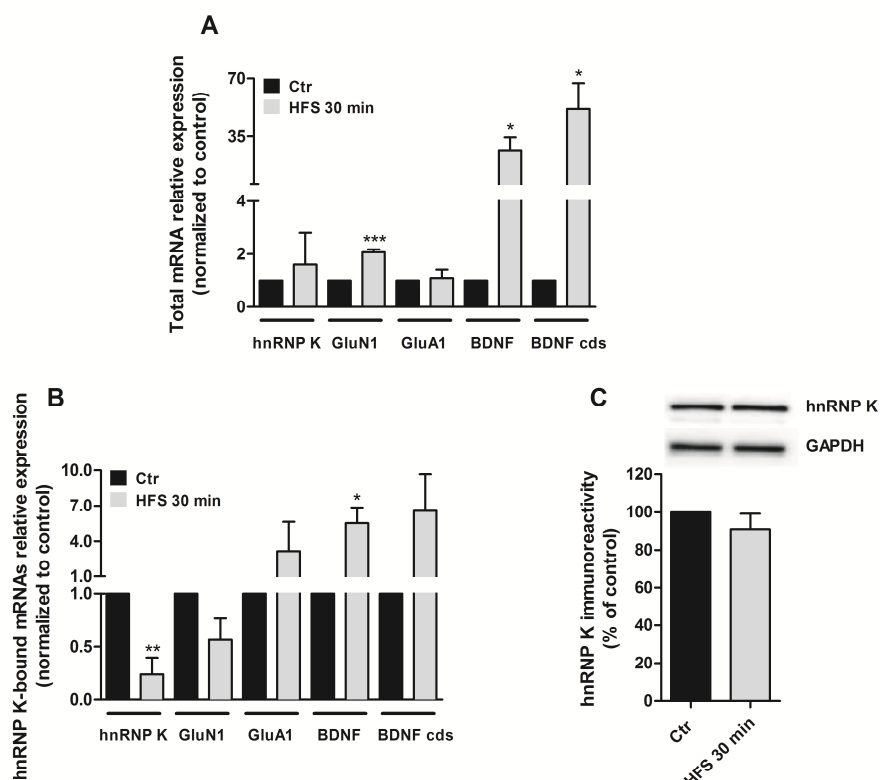 A
Total mRNA relative expression
(normalized to control)
70
35
4
2
0
Ctr
HFS 30 min
***
*
*
hnRNP K
GluN1
GluA1
BDNF
BDNF cds
B
hnRNP K-bound mRNAs relative expression
(normalized to control)
10.0
7.0
4.0
1.0
1.0
0.5
0.0
Ctr
HFS 30 min
**
*
hnRNP K
GluN1
GluA1
BDNF
BDNF cds
C
hnRNP K
GAPDH
hnRNP K immunoreactivity
(% of control)
120
100
80
60
40
20
0
Ctr
HFS 30 min